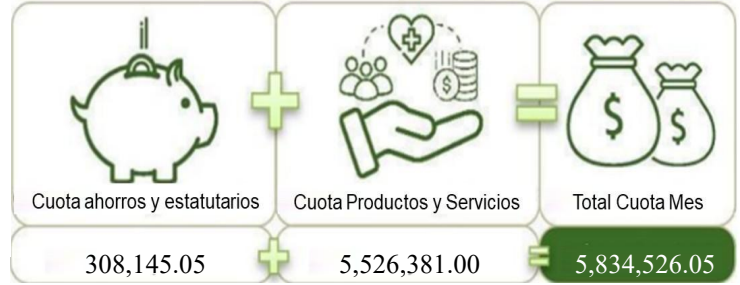 Cuota ahorros y estatutarios
Cuota Productos y Servicios
Total Cuota Mes
308,145.05
5,526,381.00
5,834,526.05